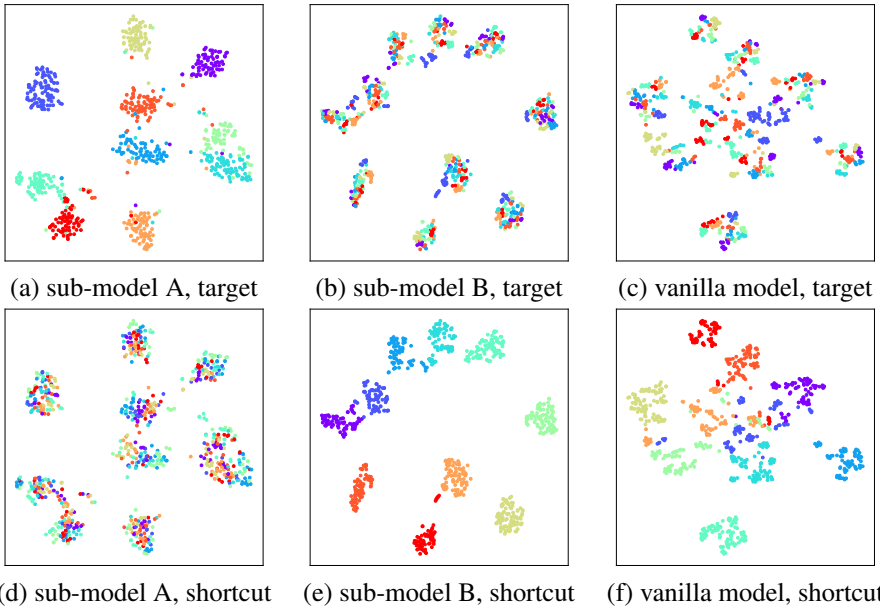 (a) sub-model A, target
(b) sub-model B, target
(c) vanilla model, target
(d) sub-model A, shortcut
(e) sub-model B, shortcut
(f) vanilla model, shortcut